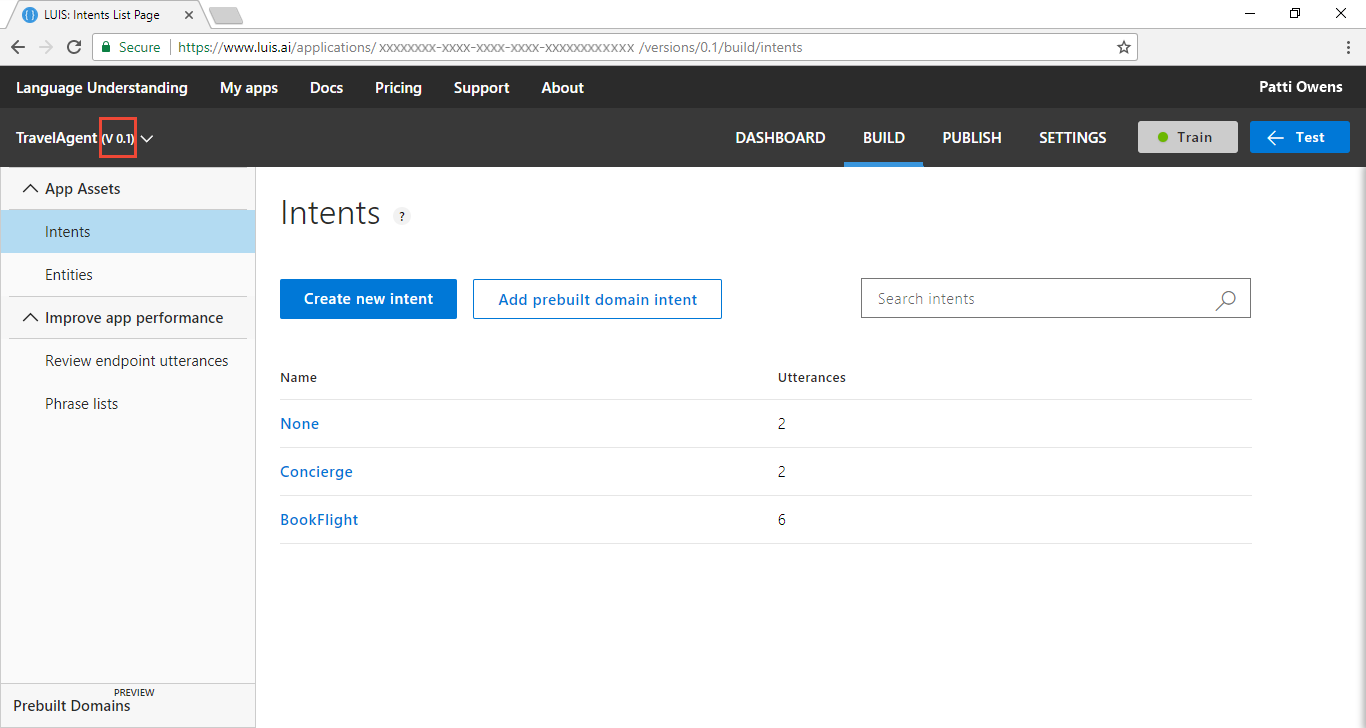 LUIS: Intents List Page
Secure https://www.luis.ai/applications/ xxxxxxxx-xxxx-xxxx-xxxx-xxxxxxxxxxxx /versions/0.1/build/intents
Language Understanding My apps Docs Pricing Support About Patti Owens
TravelAgent (V 0.1) DASHBOARD BUILD PUBLISH SETTINGS Train Test
App Assets
Intents
Entities
Improve app performance
Review endpoint utterances
Phrase lists
PREVIEW
Prebuilt Domains
Intents ?
Create new intent Add prebuilt domain intent Search intents
Name Utterances
None 2
Concierge 2
BookFlight 6